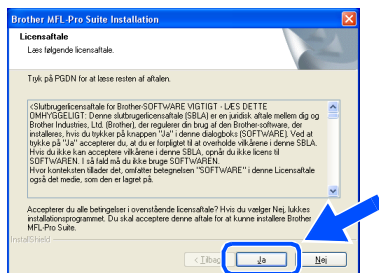 Brother MFL-Pro Suite Installation
Licensaftale
Læs følgende licensaftale.
Tryk på PGDN for at læse resten af aftalen.
<Slutbrugerlicensaftale for Brother-SOFTWARE VIGTIGT - LÆS DETTE
OMHYGGELIGT: Denne slutbrugerlicensaftale (SBLA) er en juridisk aftale mellem dig og
Brother Industries, Ltd. (Brother), der regulerer din brug af den Brother-software, der
installeres, hvis du trykker på knappen "Ja" i denne dialogboks (SOFTWARE). Ved at
trykke på "Ja" accepterer du, at du er forpligtet til at overholde vilkårene i denne SBLA.
Hvis du ikke kan acceptere vilkårene i denne SBLA, opnår du ikke licens til
SOFTWAREN. I så fald må du ikke bruge SOFTWAREN.
Hvor konteksten tillader det, omfatter betegnelsen "SOFTWARE" i denne Licensaftale
også det medie, som den er lagret på.
Accepterer du alle betingelser i ovenstående licensaftale? Hvis du vælger Nej, lukkes
installationsprogrammet. Du skal acceptere denne aftale for at kunne installere Brother
MFL-Pro Suite.
InstallShield
Ja
Nej